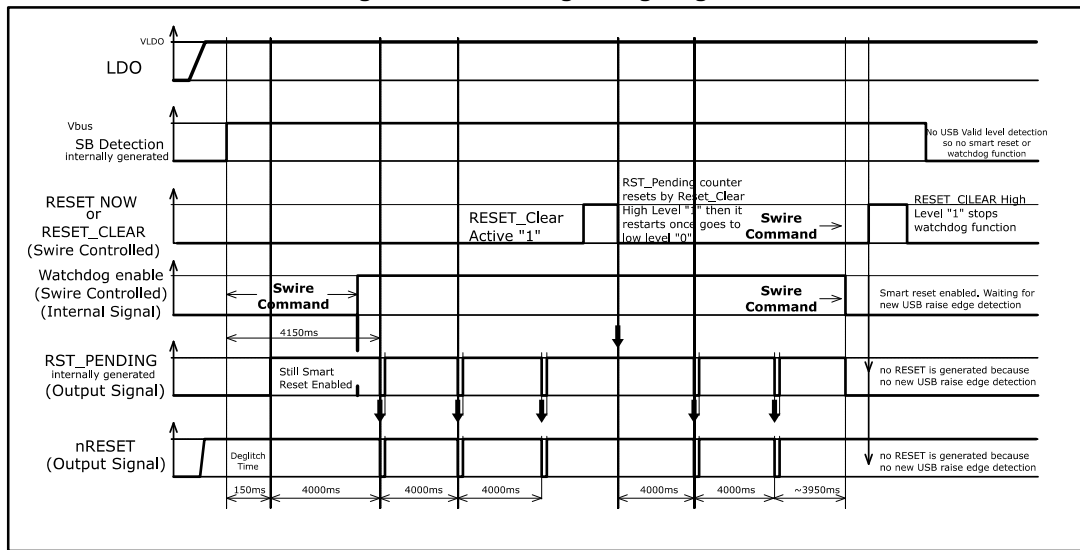 VLDO
LDO
Vbus
SB Detection
internally generated
No USB Valid level detection
so no smart reset or
watchdog function
RESET NOW
or
RESET_CLEAR
(Swire Controlled)
RESET_Clear
Active "1"
RST_Pending counter
resets by Reset_Clear
High Level "1" then it
restarts once goes to
low level "0"
Swire
Command
RESET_CILEAR High
Level "1" stops
watchdog function
Watchdog enable
(Swire Controlled)
(Internal Signal)
Swire
Command
Swire
Command
Smart reset enabled. Waiting for
new USB raise edge detection
4150ms
RST_PENDING
internally generated
(Output Signal)
Still Smart
Reset Enabled
no RESET is generated because
no new USB raise edge detection
nRESET
(Output Signal)
Deglitch
Time
no RESET is generated because
no new USB raise edge detection
150ms
4000ms
4000ms
4000ms
4000ms
4000ms
~3950ms